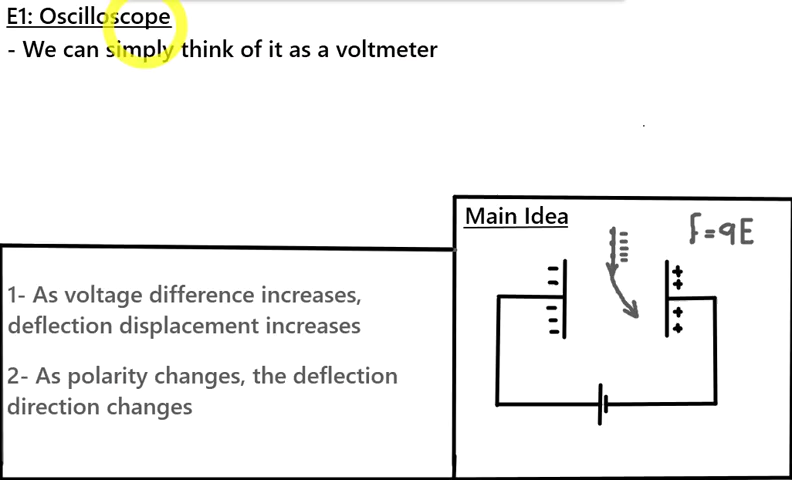 E1: Oscilloscope
- We can simply think of it as a voltmeter
Main Idea
F=qE
1- As voltage difference increases,
deflection displacement increases
2- As polarity changes, the deflection
direction changes